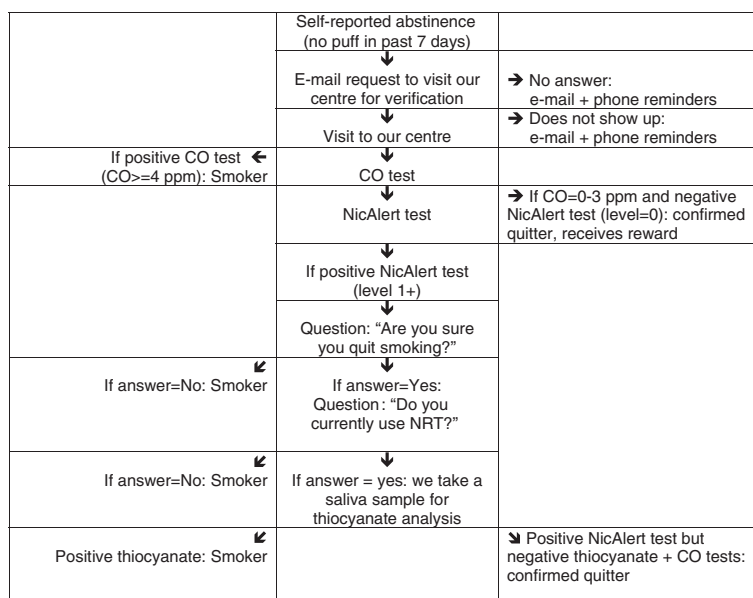 Self-reported abstinence
(no puff in past 7 days)
🡻
E-mail request to visit our
centre for verification
➔ No answer:
e-mail + phone reminders
🡻
Visit to our centre
➔ Does not show up:
e-mail + phone reminders
If positive CO test 🡸
(CO>=4 ppm): Smoker
🡻
CO test
🡻
NicAlert test
➔ If CO=0-3 ppm and negative
NicAlert test (level=0): confirmed
quitter, receives reward
🡻
If positive NicAlert test
(level 1+)
🡻
Question: “Are you sure
you quit smoking?”
🡿
If answer=No: Smoker
🡻
If answer=Yes:
Question: “Do you
currently use NRT?”
🡿
If answer=No: Smoker
🡻
If answer = yes: we take a
saliva sample for
thiocyanate analysis
🡿
Positive thiocyanate: Smoker
🡾 Positive NicAlert test but
negative thiocyanate + CO tests:
confirmed quitter